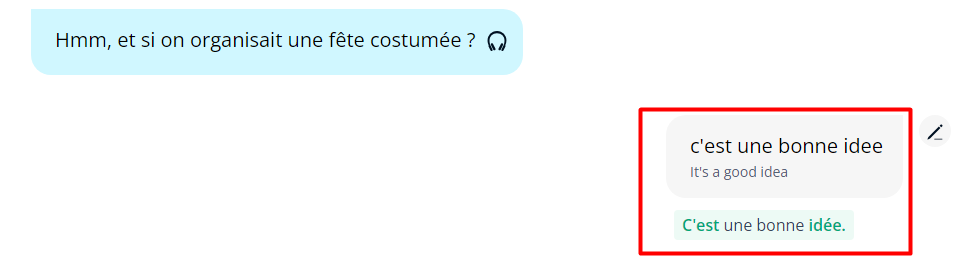 Hmm, et si on organisait une fête costumée ?
c'est une bonne idee
It's a good idea
C'est une bonne idée.